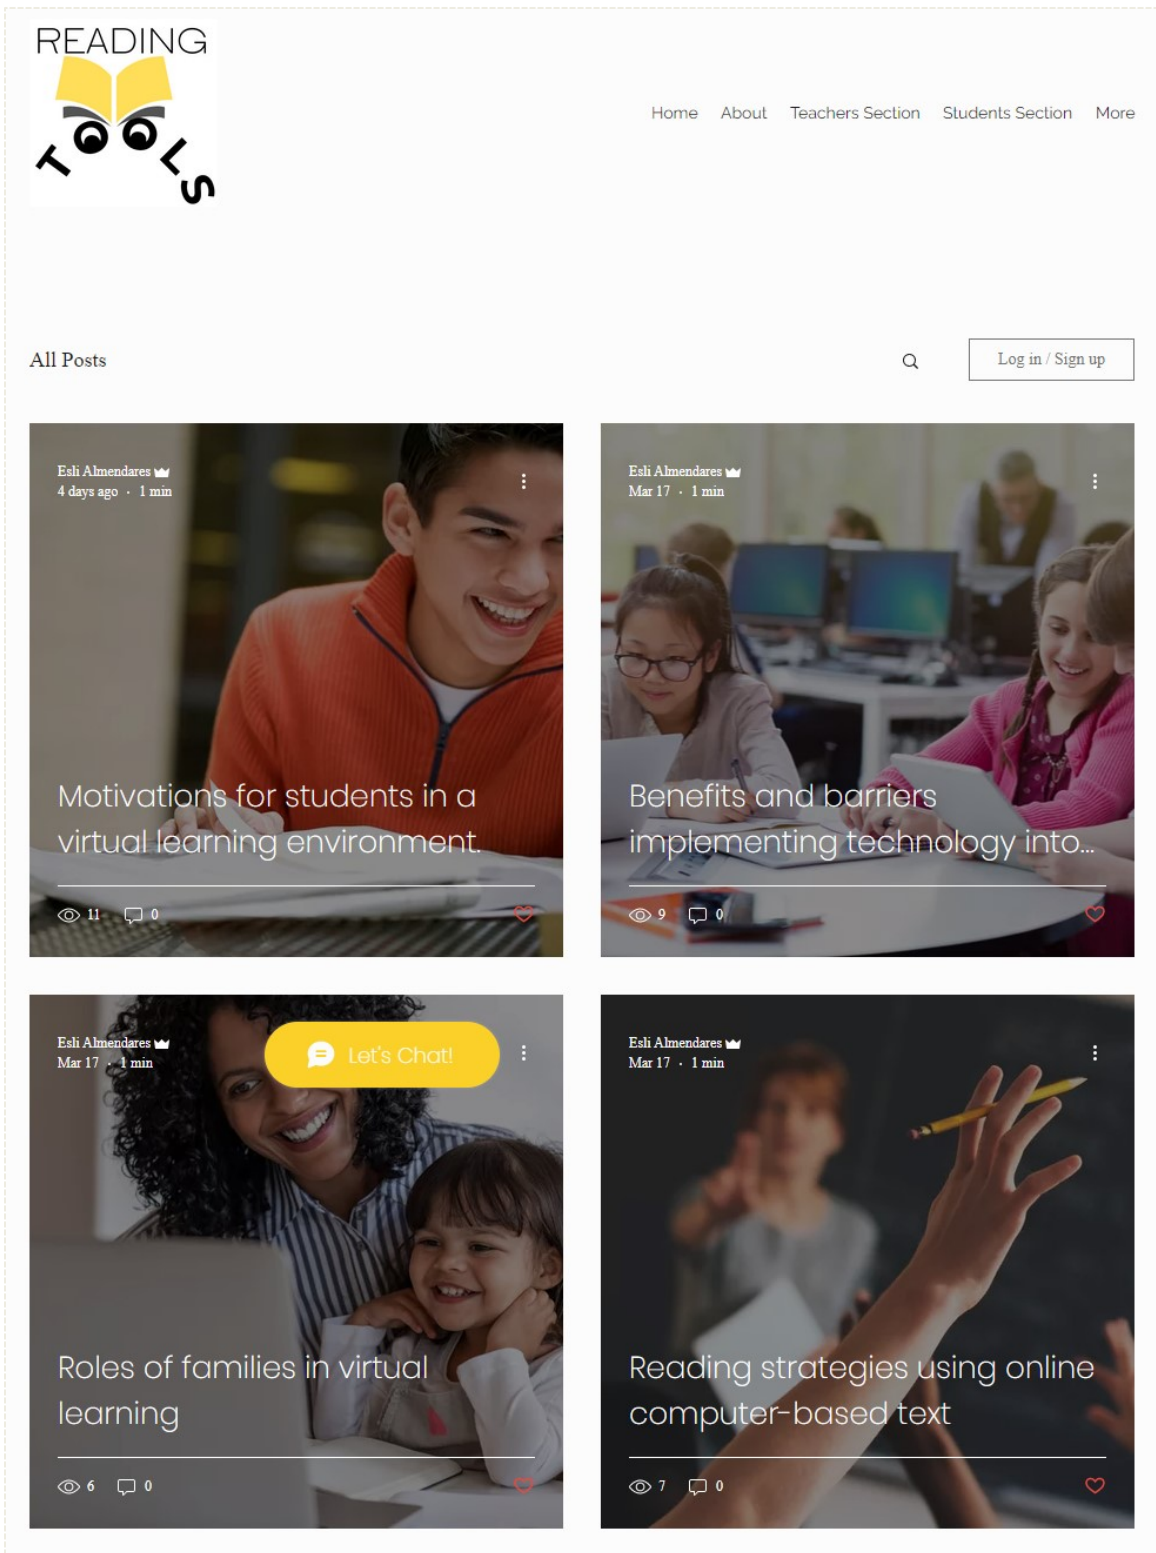 READING
TOOLS
Home About Teachers Section Students Section More
All Posts
Log in / Sign up
Esli Almendares
4 days ago · 1 min
Motivations for students in a
virtual learning environment.
11 0
Esli Almendares
Mar 17 · 1 min
Benefits and barriers
implementing technology into...
9 0
Esli Almendares
Mar 17 · 1 min
Let's Chat!
Roles of families in virtual
learning
6 0
Esli Almendares
Mar 17 · 1 min
Reading strategies using online
computer-based text
7 0